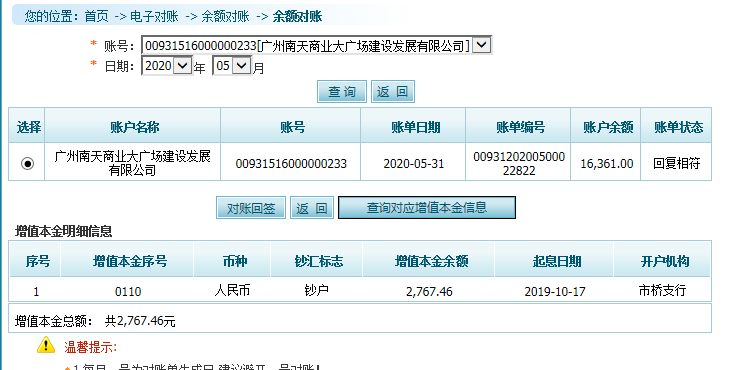 您的位置：首页 -> 电子对账 -> 余额对账 -> 余额对账
* 账号: 00931516000000233[广州南天商业大广场建设发展有限公司]
* 日期: 2020 年 05 月
查 询 返 回
选择 账户名称 账号 账单日期 账单编号 账户余额 账单状态
广州南天商业大广场建设发展有限公司 00931516000000233 2020-05-31 0093120200500022822 16,361.00 回复相符
对账回签 返 回 查询对应增值本金信息
增值本金明细信息
序号 增值本金序号 币种 钞汇标志 增值本金余额 起息日期 开户机构
1 0110 人民币 钞户 2,767.46 2019-10-17 市桥支行
增值本金总额： 共2,767.46元
温馨提示: